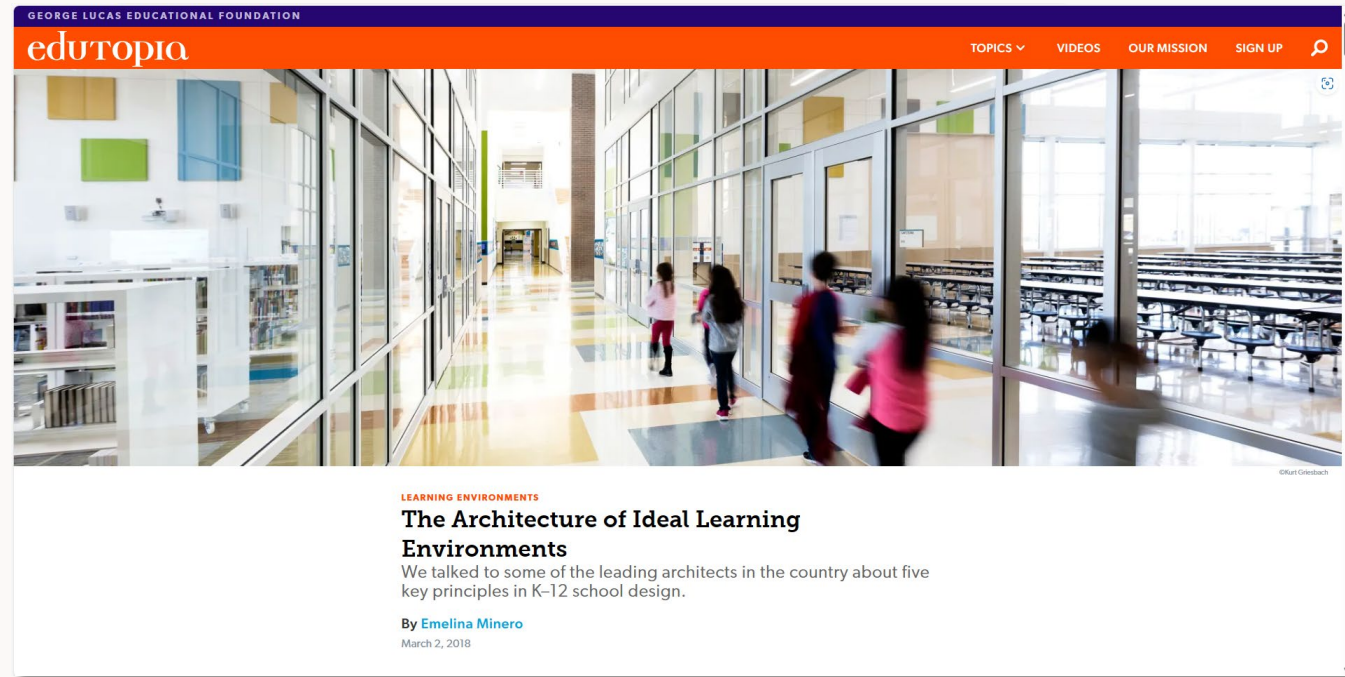 GEORGE LUCAS EDUCATIONAL FOUNDATION
edutopia
TOPICS
VIDEOS
OUR MISSION
SIGN UP
©Kurt Griesbach
LEARNING ENVIRONMENTS
The Architecture of Ideal Learning
Environments
We talked to some of the leading architects in the country about five
key principles in K–12 school design.
By Emelina Minero
March 2, 2018